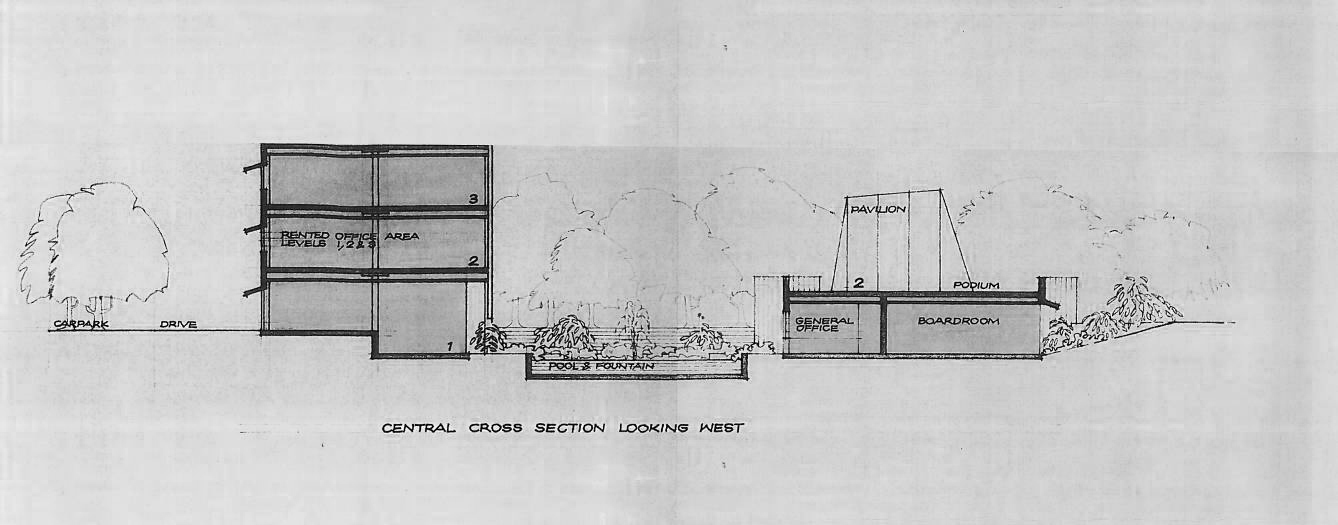 3
RENTED OFFICE AREA
LEVELS 1,2 & 3
2
1
CARPARK
DRIVE
POOL & FOUNTAIN
PAVILION
2
PODIUM
GENERAL
OFFICE
BOARDROOM
CENTRAL CROSS SECTION LOOKING WEST